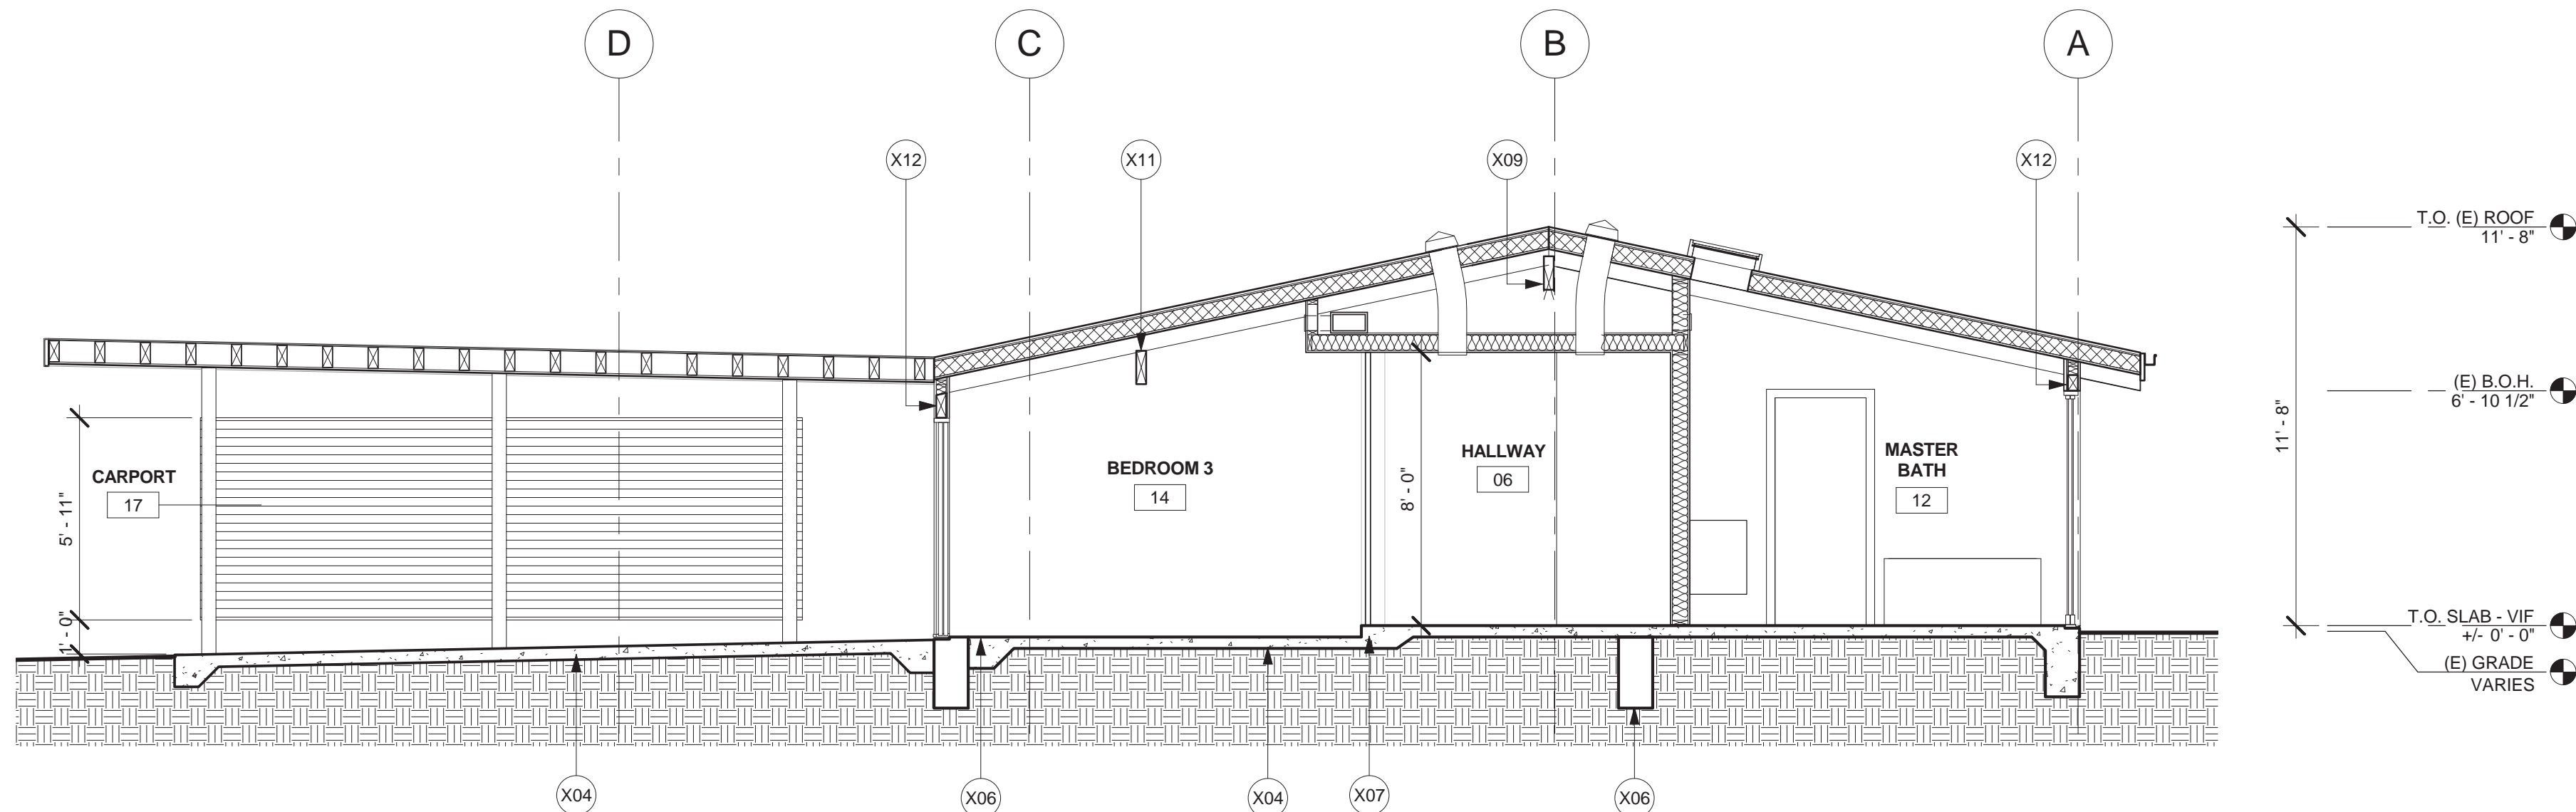 D
C
B
A
X12
X11
X09
X12
T.O. (E) ROOF
11' - 8"
(E) B.O.H.
6' - 10 1/2"
11' - 8"
CARPORT
17
5' - 11"
1' - 0"
BEDROOM 3
14
HALLWAY
06
8' - 0"
MASTER
BATH
12
T.O. SLAB - VIF
+/- 0' - 0"
(E) GRADE
VARIES
X04
X06
X04
X07
X06